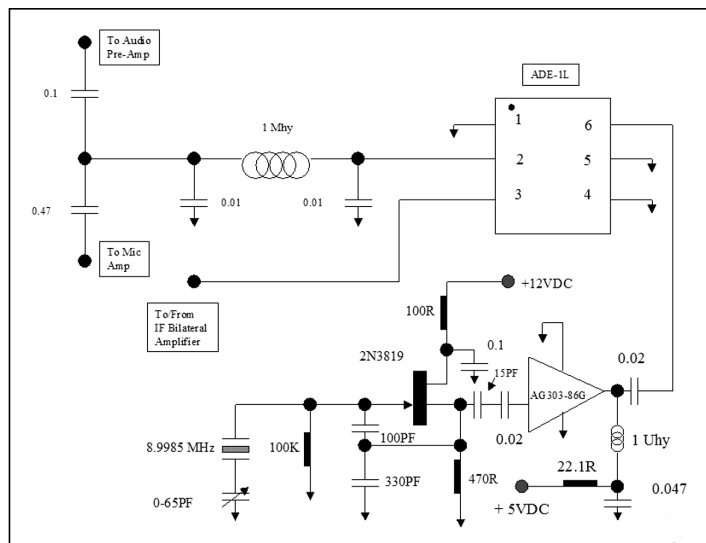 To Audio
Pre-Amp
ADE-1L
0.1
1 Mhy
1
6
2
5
3
4
0.01
0.01
0.47
To Mic
Amp
To/From
IF Bilateral
Amplifier
+12VDC
100R
0.1
2N3819
15PF
AG303-86G
0.02
0.02
8.9985 MHz
100K
100PF
1 Uhy
0-65PF
330PF
470R
22.1R
0.047
+ 5VDC